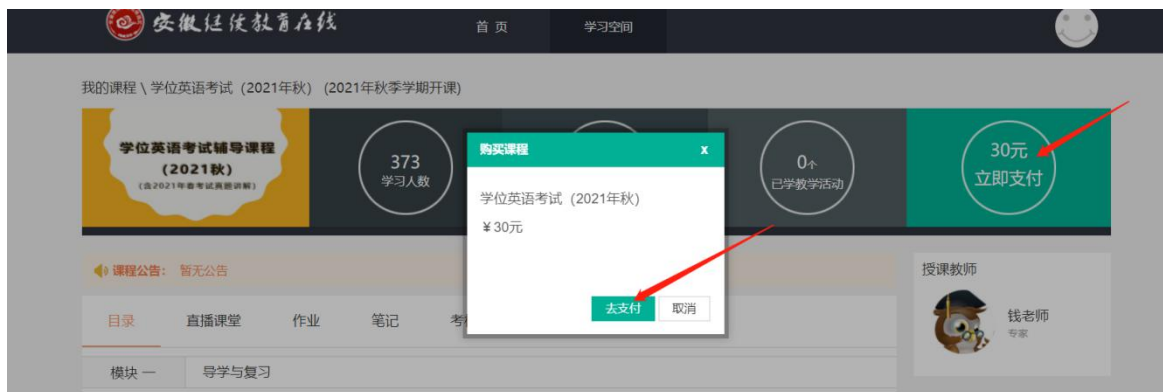 安徽继续教育在线
首 页
学习空间
我的课程 \ 学位英语考试（2021年秋）（2021年秋季学期开课）
学位英语考试辅导课程
（2021秋）
（含2021年春考试真题讲解）
373
学习人数
购买课程
x
学位英语考试（2021年秋）
¥30元
去支付
取消
0个
已学教学活动
30元
立即支付
课程公告：
暂无公告
授课教师
钱老师
专家
目录
直播课堂
作业
笔记
模块 一
导学与复习